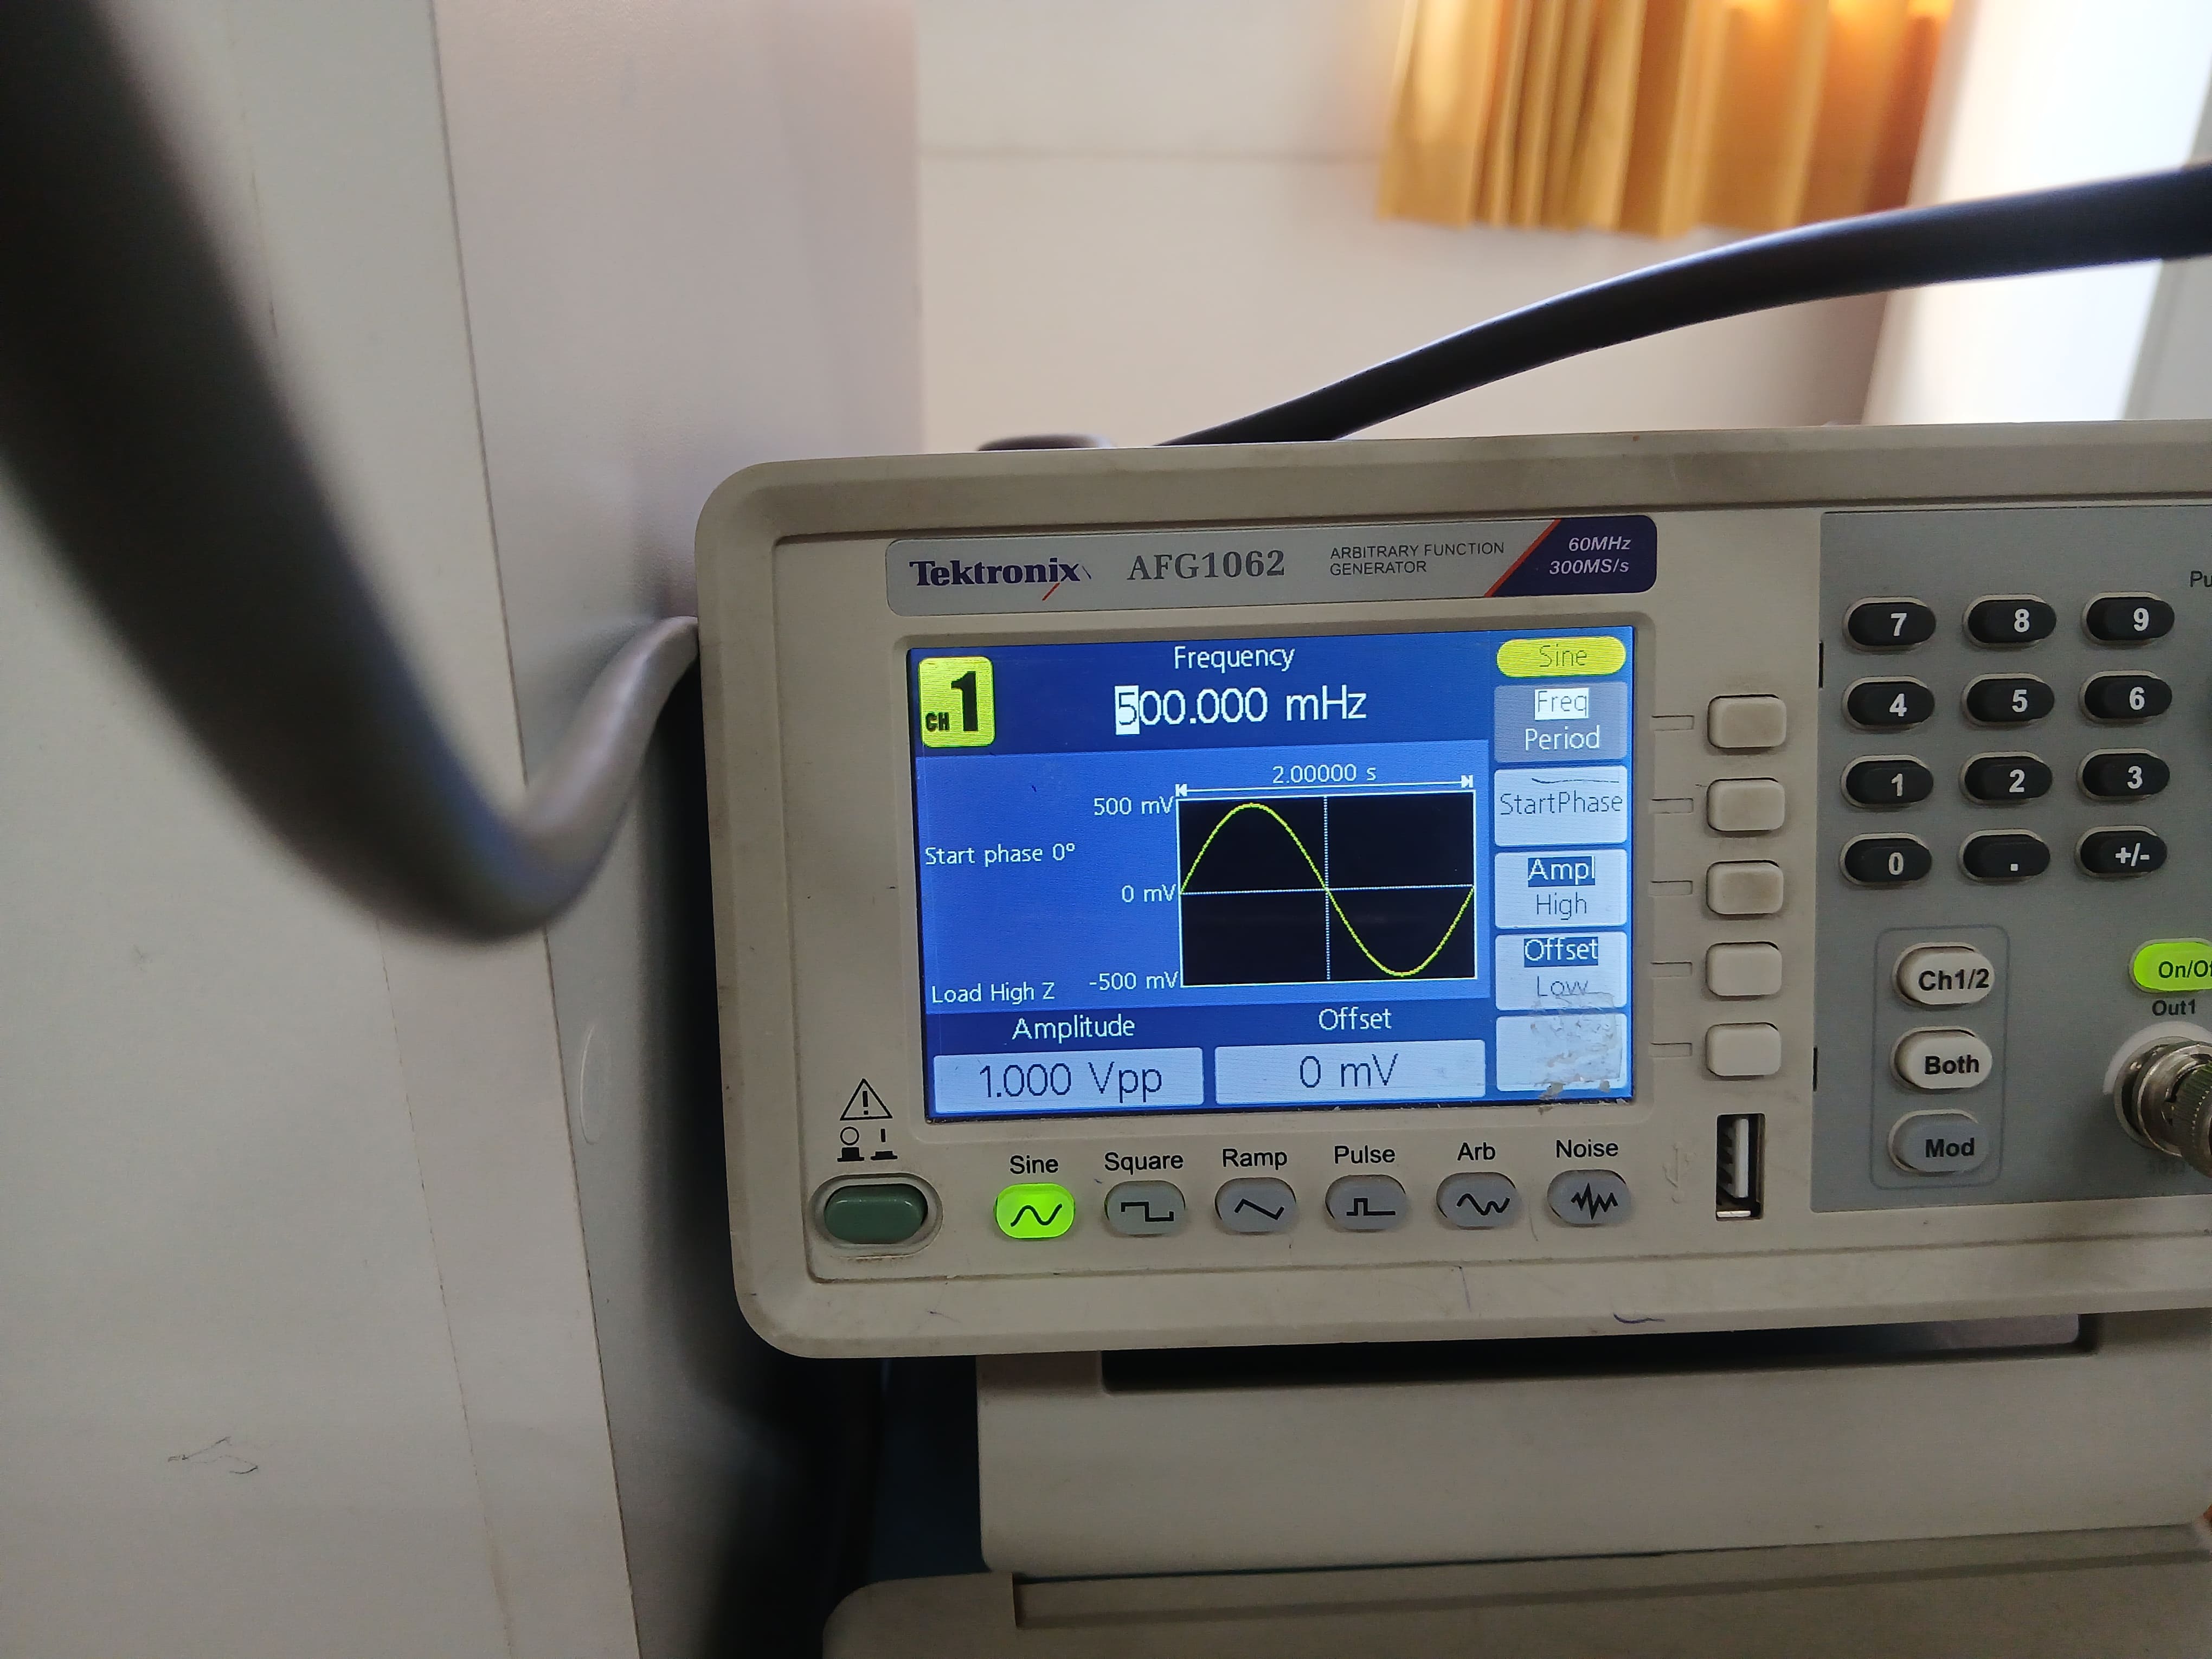 Tektronix AFG1062 ARBITRARY FUNCTION GENERATOR
60MHz
300MS/s
CH 1
Frequency
500.000 mHz
Sine
Freq
Period
StartPhase
Ampl
High
Offset
Low
2.00000 s
500 mV
Start phase 0°
0 mV
Load High Z
-500 mV
Amplitude
1.000 Vpp
Offset
0 mV
Sine Square Ramp Pulse Arb Noise
7 8 9
4 5 6
1 2 3
0 . +/-
Ch1/2
Both
Mod
Out1